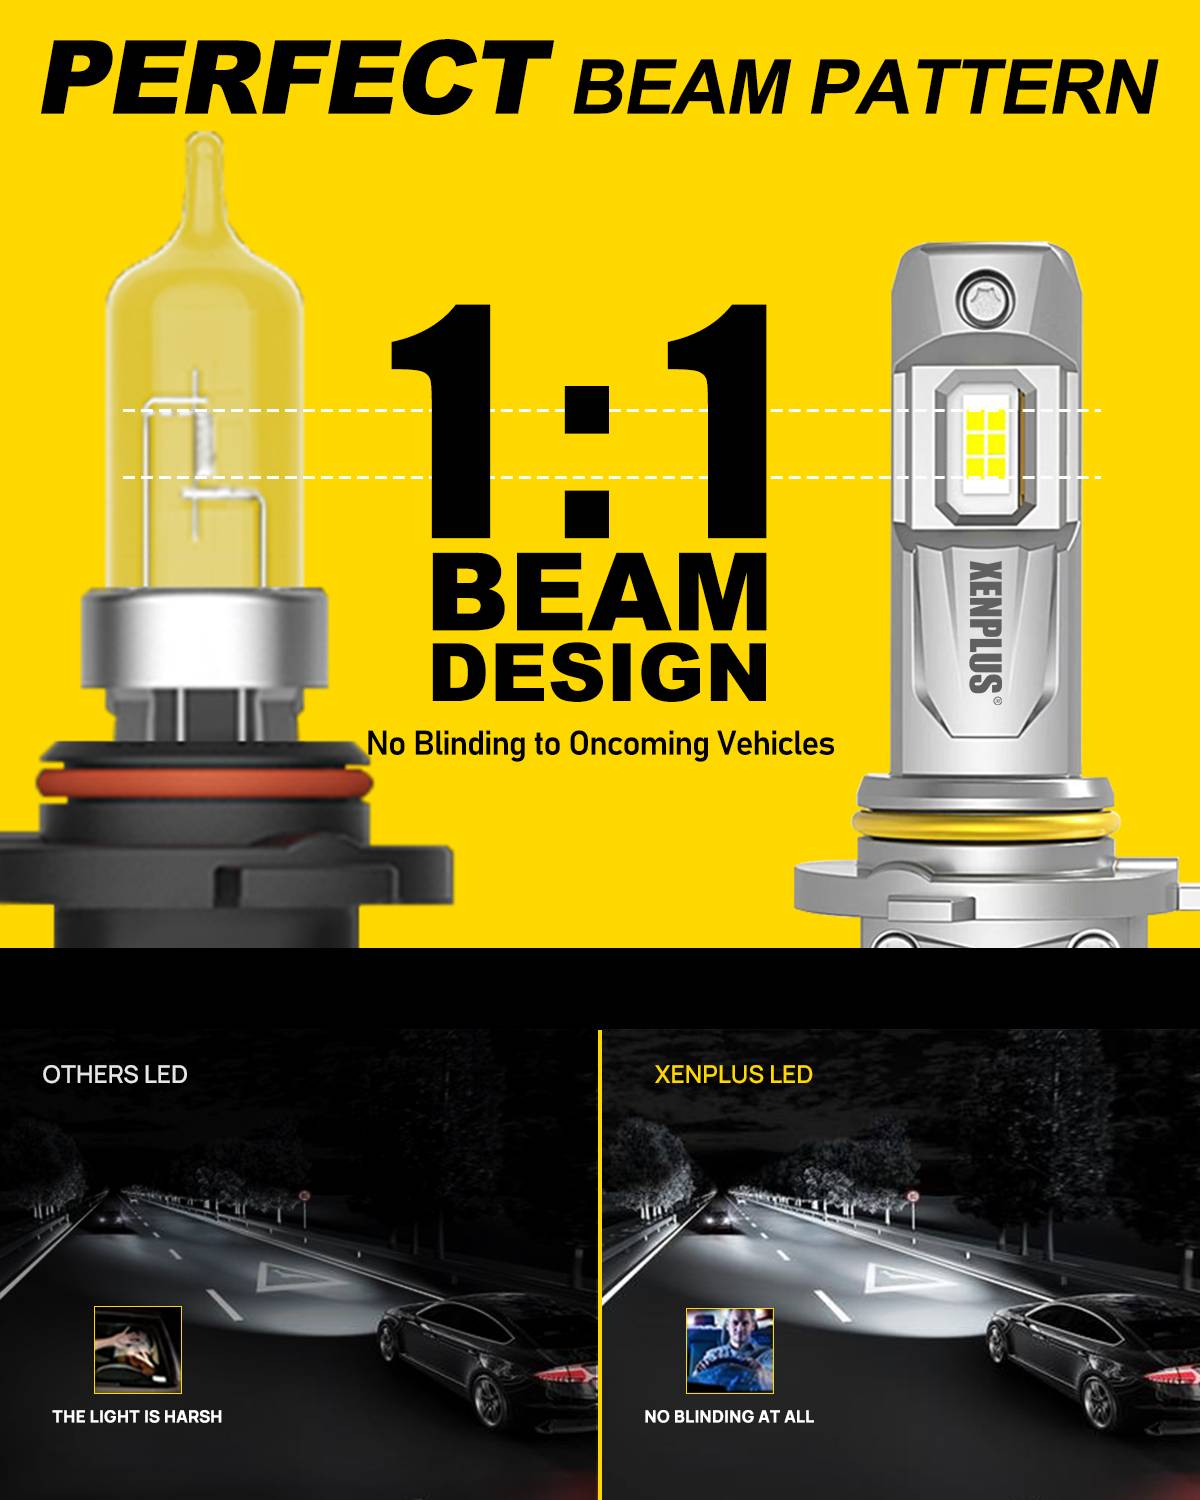 PERFECT BEAM PATTERN
1:1
BEAM
DESIGN
No Blinding to Oncoming Vehicles
XENPLUS®
OTHERS LED
XENPLUS LED
THE LIGHT IS HARSH
NO BLINDING AT ALL